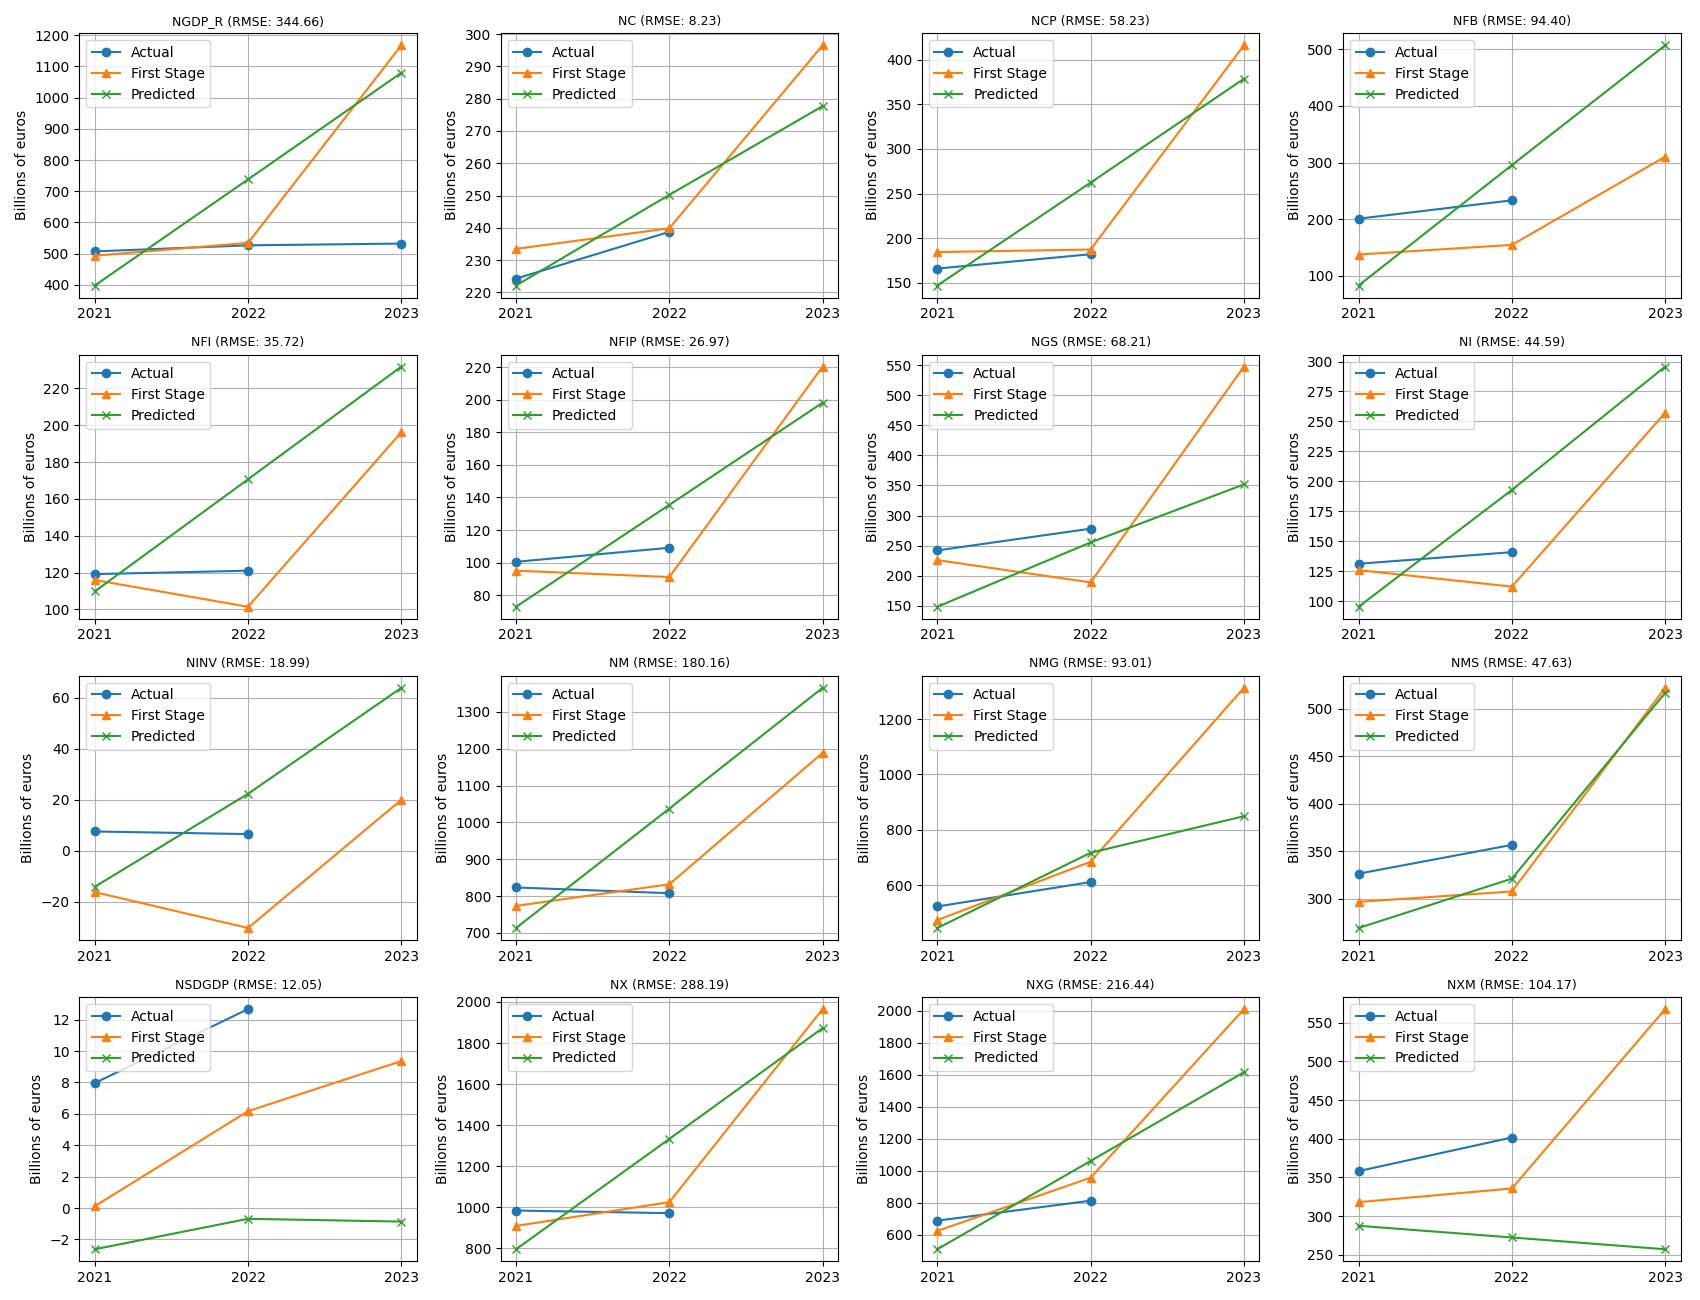 NGDP_R (RMSE: 344.66)
Billions of euros
1200
1100
1000
900
800
700
600
500
400
Actual
First Stage
Predicted
2021 2022 2023
NC (RMSE: 8.23)
Billions of euros
300
290
280
270
260
250
240
230
220
Actual
First Stage
Predicted
2021 2022 2023
NCP (RMSE: 58.23)
Billions of euros
400
350
300
250
200
150
Actual
First Stage
Predicted
2021 2022 2023
NFB (RMSE: 94.40)
Billions of euros
500
400
300
200
100
Actual
First Stage
Predicted
2021 2022 2023
NFI (RMSE: 35.72)
Billions of euros
220
200
180
160
140
120
100
Actual
First Stage
Predicted
2021 2022 2023
NFIP (RMSE: 26.97)
Billions of euros
220
200
180
160
140
120
100
80
Actual
First Stage
Predicted
2021 2022 2023
NGS (RMSE: 68.21)
Billions of euros
550
500
450
400
350
300
250
200
150
Actual
First Stage
Predicted
2021 2022 2023
NI (RMSE: 44.59)
Billions of euros
300
275
250
225
200
175
150
125
100
Actual
First Stage
Predicted
2021 2022 2023
NINV (RMSE: 18.99)
Billions of euros
60
40
20
0
−20
Actual
First Stage
Predicted
2021 2022 2023
NM (RMSE: 180.16)
Billions of euros
1300
1200
1100
1000
900
800
700
Actual
First Stage
Predicted
2021 2022 2023
NMG (RMSE: 93.01)
Billions of euros
1200
1000
800
600
Actual
First Stage
Predicted
2021 2022 2023
NMS (RMSE: 47.63)
Billions of euros
500
450
400
350
300
Actual
First Stage
Predicted
2021 2022 2023
NSDGDP (RMSE: 12.05)
Billions of euros
12
10
8
6
4
2
0
−2
Actual
First Stage
Predicted
2021 2022 2023
NX (RMSE: 288.19)
Billions of euros
2000
1800
1600
1400
1200
1000
800
Actual
First Stage
Predicted
2021 2022 2023
NXG (RMSE: 216.44)
Billions of euros
2000
1800
1600
1400
1200
1000
800
600
Actual
First Stage
Predicted
2021 2022 2023
NXM (RMSE: 104.17)
Billions of euros
550
500
450
400
350
300
250
Actual
First Stage
Predicted
2021 2022 2023